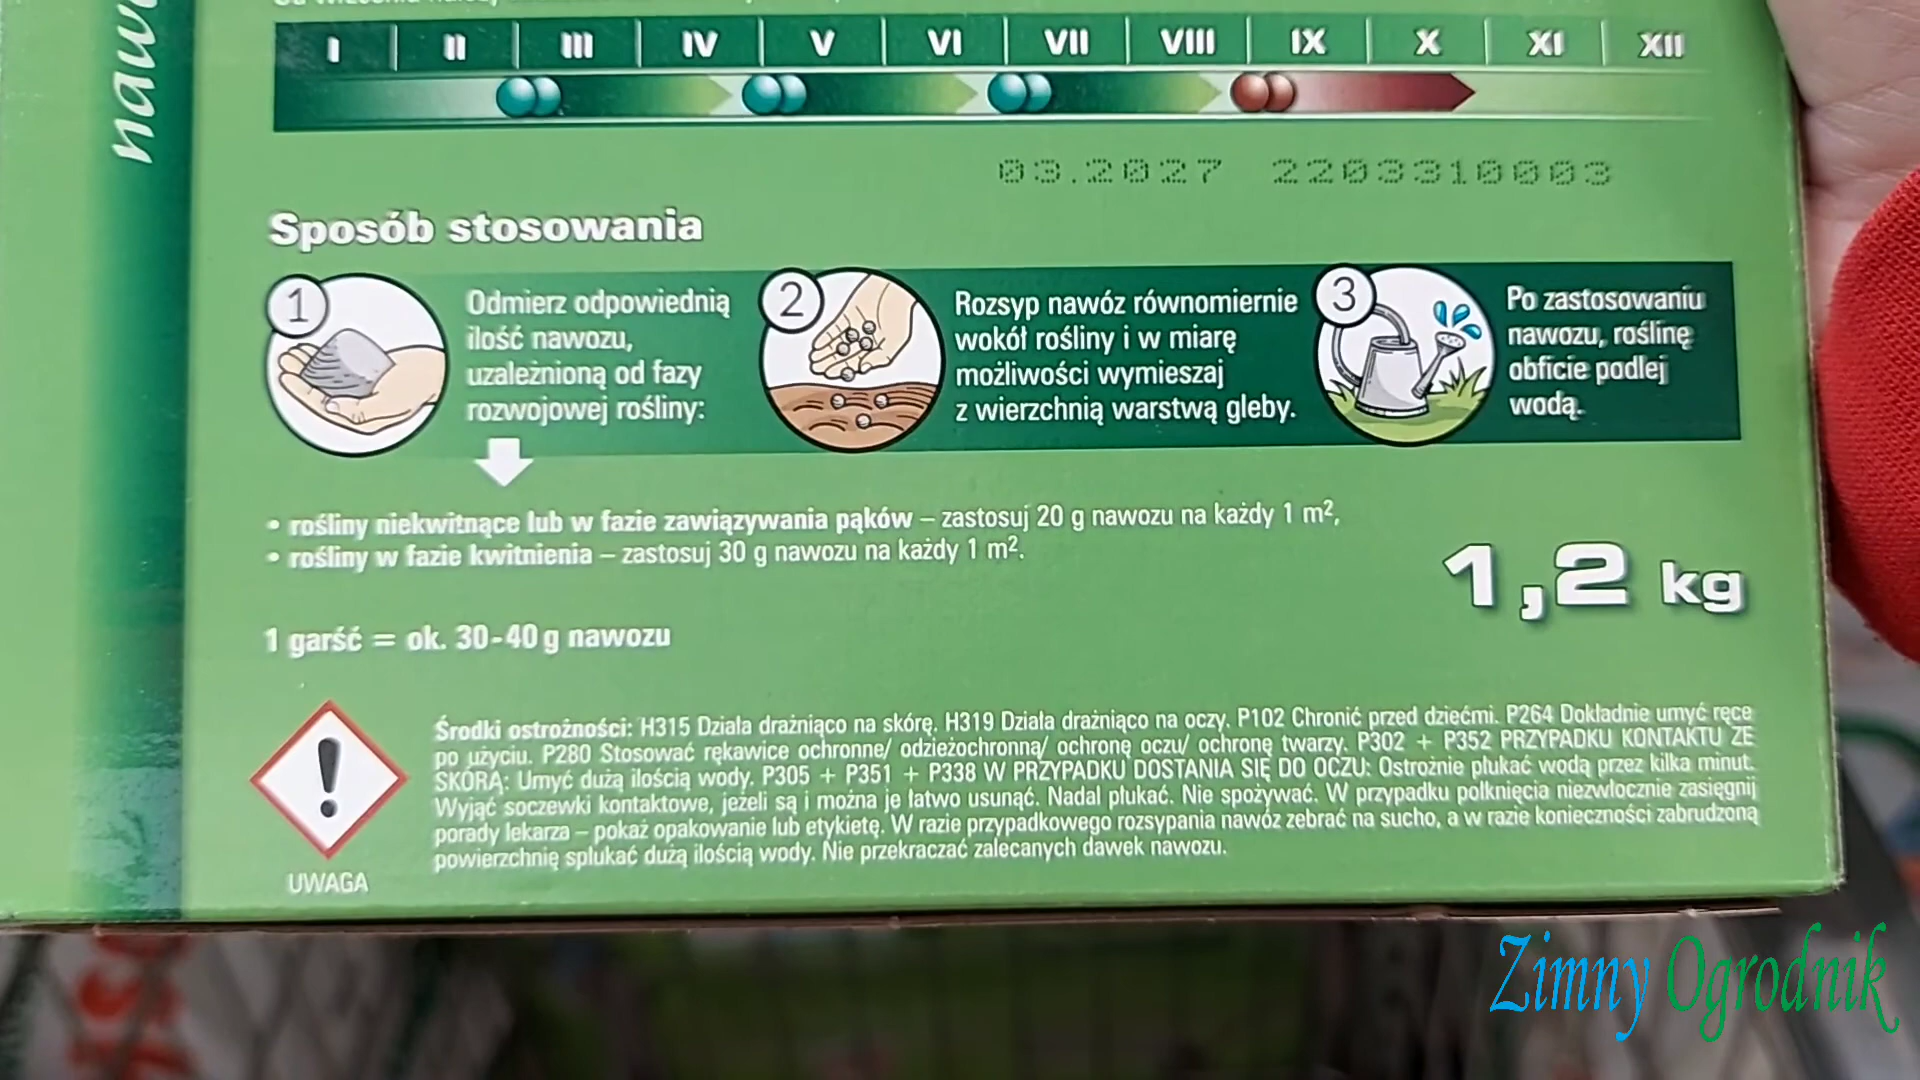 I II III IV V VI VII VIII IX X XI XII
03.2027 2203310003
Sposób stosowania
1
Odmierz odpowiednią
ilość nawozu,
uzależnioną od fazy
rozwojowej rośliny:
2
Rozsyp nawóz równomiernie
wokół rośliny i w miarę
możliwości wymieszaj
z wierzchnią warstwą gleby.
3
Po zastosowaniu
nawozu, roślinę
obficie podlej
wodą.
• rośliny niekwitnące lub w fazie zawiązywania pąków – zastosuj 20 g nawozu na każdy 1 m²,
• rośliny w fazie kwitnienia – zastosuj 30 g nawozu na każdy 1 m².
1,2 kg
1 garść = ok. 30-40 g nawozu
Środki ostrożności: H315 Działa drażniąco na skórę. H319 Działa drażniąco na oczy. P102 Chronić przed dziećmi. P264 Dokładnie umyć ręce
po użyciu. P280 Stosować rękawice ochronne/ odzieżochronną/ ochronę oczu/ ochronę twarzy. P302 + P352 PRZYPADKU KONTAKTU ZE
SKÓRĄ: Umyć dużą ilością wody. P305 + P351 + P338 W PRZYPADKU DOSTANIA SIĘ DO OCZU: Ostrożnie płukać wodą przez kilka minut.
Wyjąć soczewki kontaktowe, jeżeli są i można je łatwo usunąć. Nadal płukać. Nie spożywać. W przypadku połknięcia niezwłocznie zasięgnij
porady lekarza – pokaż opakowanie lub etykietę. W razie przypadkowego rozsypania nawóz zebrać na sucho, a w razie konieczności zabrudzoną
powierzchnię spłukać dużą ilością wody. Nie przekraczać zalecanych dawek nawozu.
UWAGA
Zimny Ogrodnik